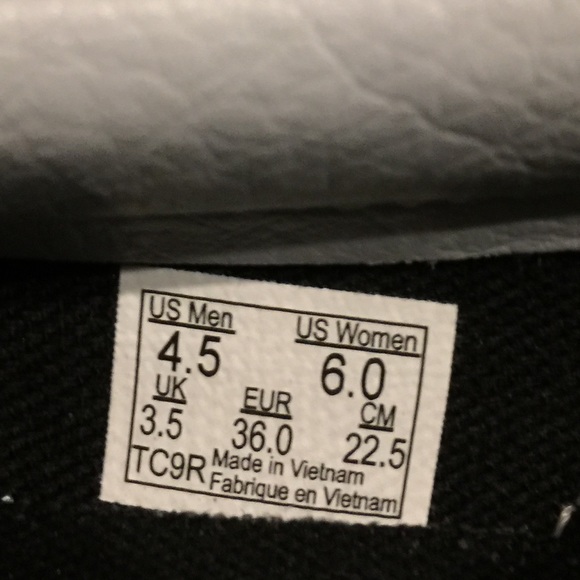 US Men US Women
4.5 6.0
UK EUR CM
3.5 36.0 22.5
TC9R Made in Vietnam
Fabrique en Vietnam